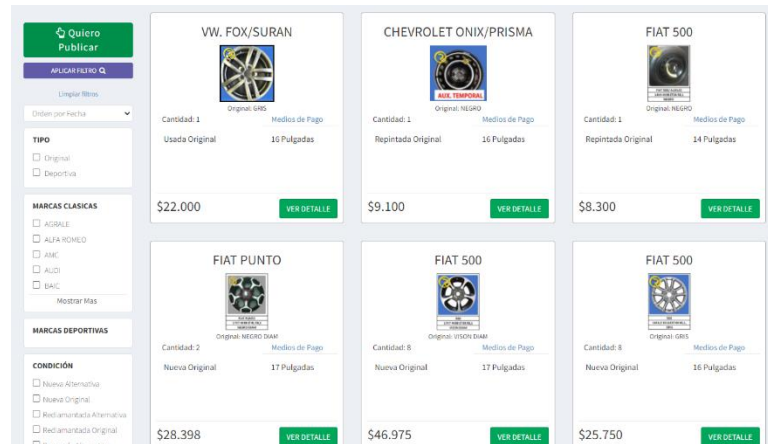 Quiero
Publicar
APLICAR FILTRO
Limpiar filtros
Orden por Fecha
TIPO
Original
Deportiva
MARCAS CLASICAS
AGRALE
ALFA ROMEO
AMC
AUDI
BAIC
Mostrar Mas
MARCAS DEPORTIVAS
CONDICIÓN
Nueva Alternativa
Nueva Original
Rediamantada Alternativa
Rediamantada Original
VW. FOX/SURAN
Original: GRIS
Cantidad: 1
Medios de Pago
Usada Original
16 Pulgadas
$22.000
VER DETALLE
CHEVROLET ONIX/PRISMA
AUX. TEMPORAL
Original: NEGRO
Cantidad: 1
Medios de Pago
Repintada Original
16 Pulgadas
$9.100
VER DETALLE
FIAT 500
Original: NEGRO
Cantidad: 1
Medios de Pago
Repintada Original
14 Pulgadas
$8.300
VER DETALLE
FIAT PUNTO
Original: NEGRO DIAM
Cantidad: 2
Medios de Pago
Nueva Original
17 Pulgadas
$28.398
VER DETALLE
FIAT 500
Original: VISON DIAM
Cantidad: 8
Medios de Pago
Nueva Original
17 Pulgadas
$46.975
VER DETALLE
FIAT 500
Original: GRIS
Cantidad: 8
Medios de Pago
Nueva Original
16 Pulgadas
$25.750
VER DETALLE